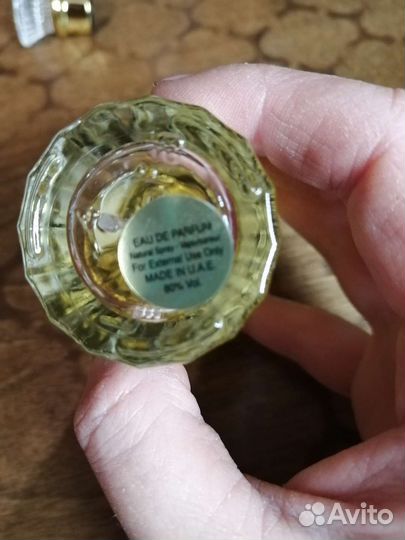 EAU DE PARFUM
Natural Spray - Vaporisateur
For External Use Only
MADE IN U.A.E.
80% Vol.
Avito